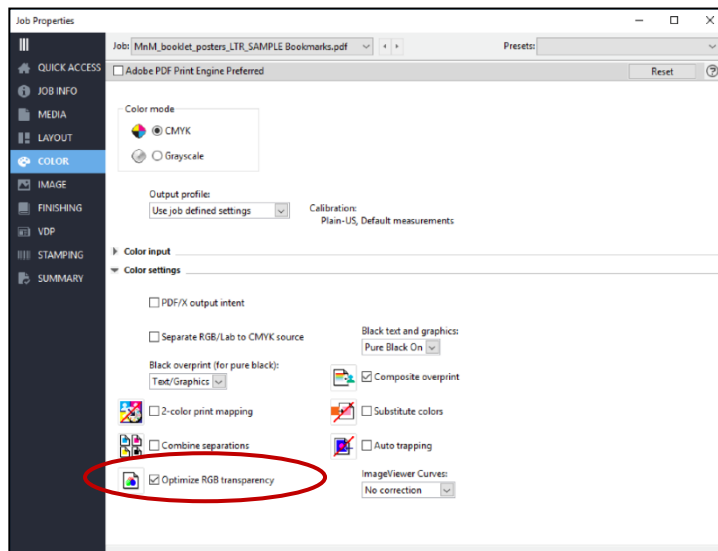 Job Properties
Job: MnM_booklet_posters_LTR_SAMPLE Bookmarks.pdf
Presets:
QUICK ACCESS
JOB INFO
MEDIA
LAYOUT
COLOR
IMAGE
FINISHING
VDP
STAMPING
SUMMARY
Adobe PDF Print Engine Preferred
Reset
?
Color mode
CMYK
Grayscale
Output profile:
Use job defined settings
Calibration:
Plain-US, Default measurements
Color input
Color settings
PDF/X output intent
Separate RGB/Lab to CMYK source
Black text and graphics:
Pure Black On
Black overprint (for pure black):
Text/Graphics
Composite overprint
2-color print mapping
Substitute colors
Combine separations
Auto trapping
Optimize RGB transparency
ImageViewer Curves:
No correction